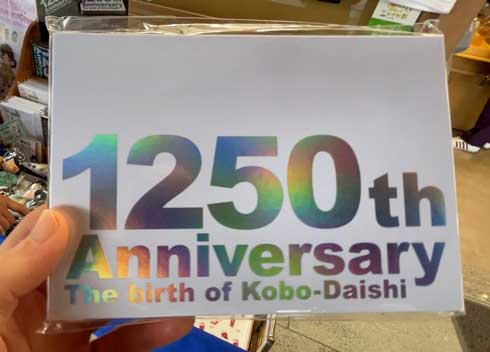 1250th
Anniversary
The birth of Kobo-Daishi